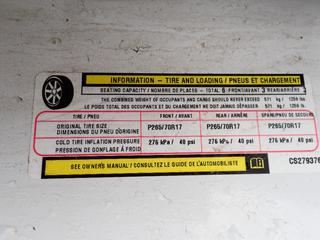 INFORMATION – TIRE AND LOADING / PNEUS ET CHARGEMENT
SEATING CAPACITY / NOMBRE DE PLACES – TOTAL 6 FRONT/AVANT 3 REAR/ARRIÈRE 3
THE COMBINED WEIGHT OF OCCUPANTS AND CARGO SHOULD NEVER EXCEED 571 kg / 1259 lbs
LE POIDS TOTAL DES OCCUPANTS ET DU CHARGEMENT NE DOIT JAMAIS DÉPASSER 571 kg / 1259 lbs
TIRE / PNEU FRONT / AVANT REAR / ARRIÈRE SPARE/PNEU DE SECOURS
ORIGINAL TIRE SIZE
DIMENSIONS DU PNEU D'ORIGINE P265/70R17 P265/70R17 P265/70R17
COLD TIRE INFLATION PRESSURE
PRESSION DE GONFLAGE À FROID 276 kPa / 40 psi 276 kPa / 40 psi 276 kPa / 40 psi
SEE OWNERS MANUAL / CONSULTEZ LE GUIDE DE L'AUTOMOBILISTE
CS279376